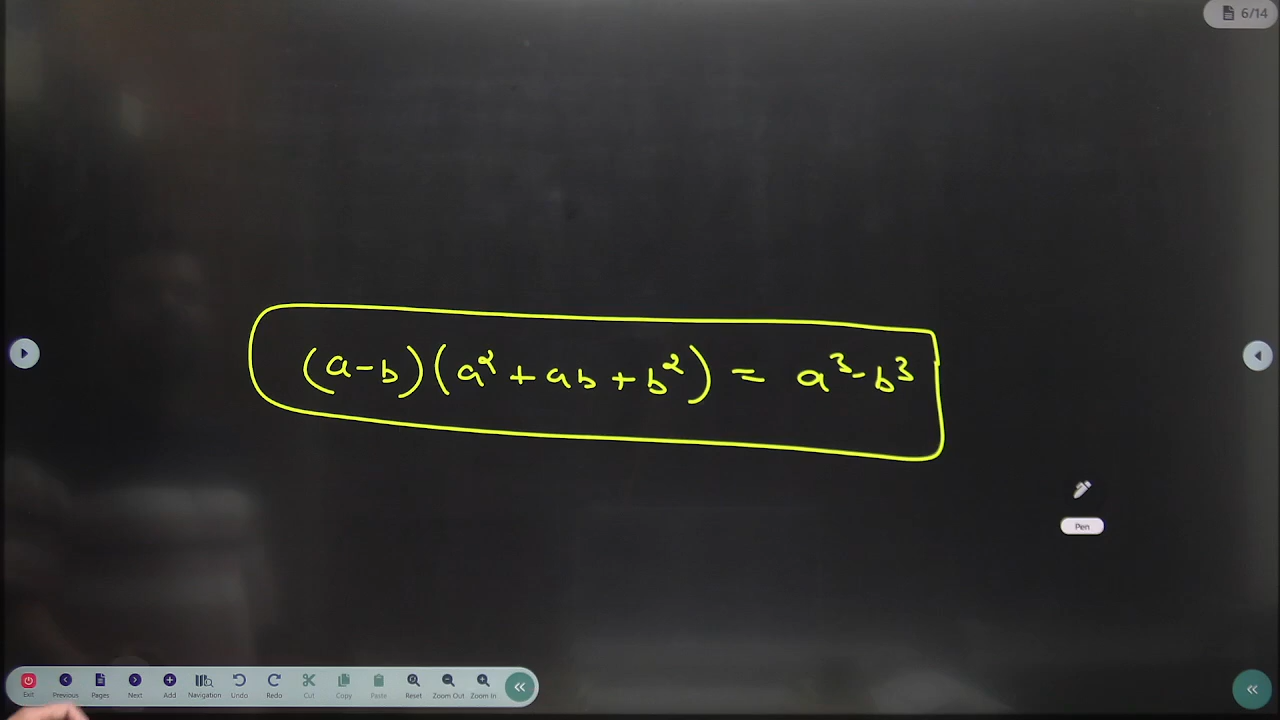 6/14
(a-b)(a²+ab+b²) = a³-b³
Pen
Exit Previous Pages Next Add Navigation Undo Redo Cut Copy Paste Reset Zoom Out Zoom In